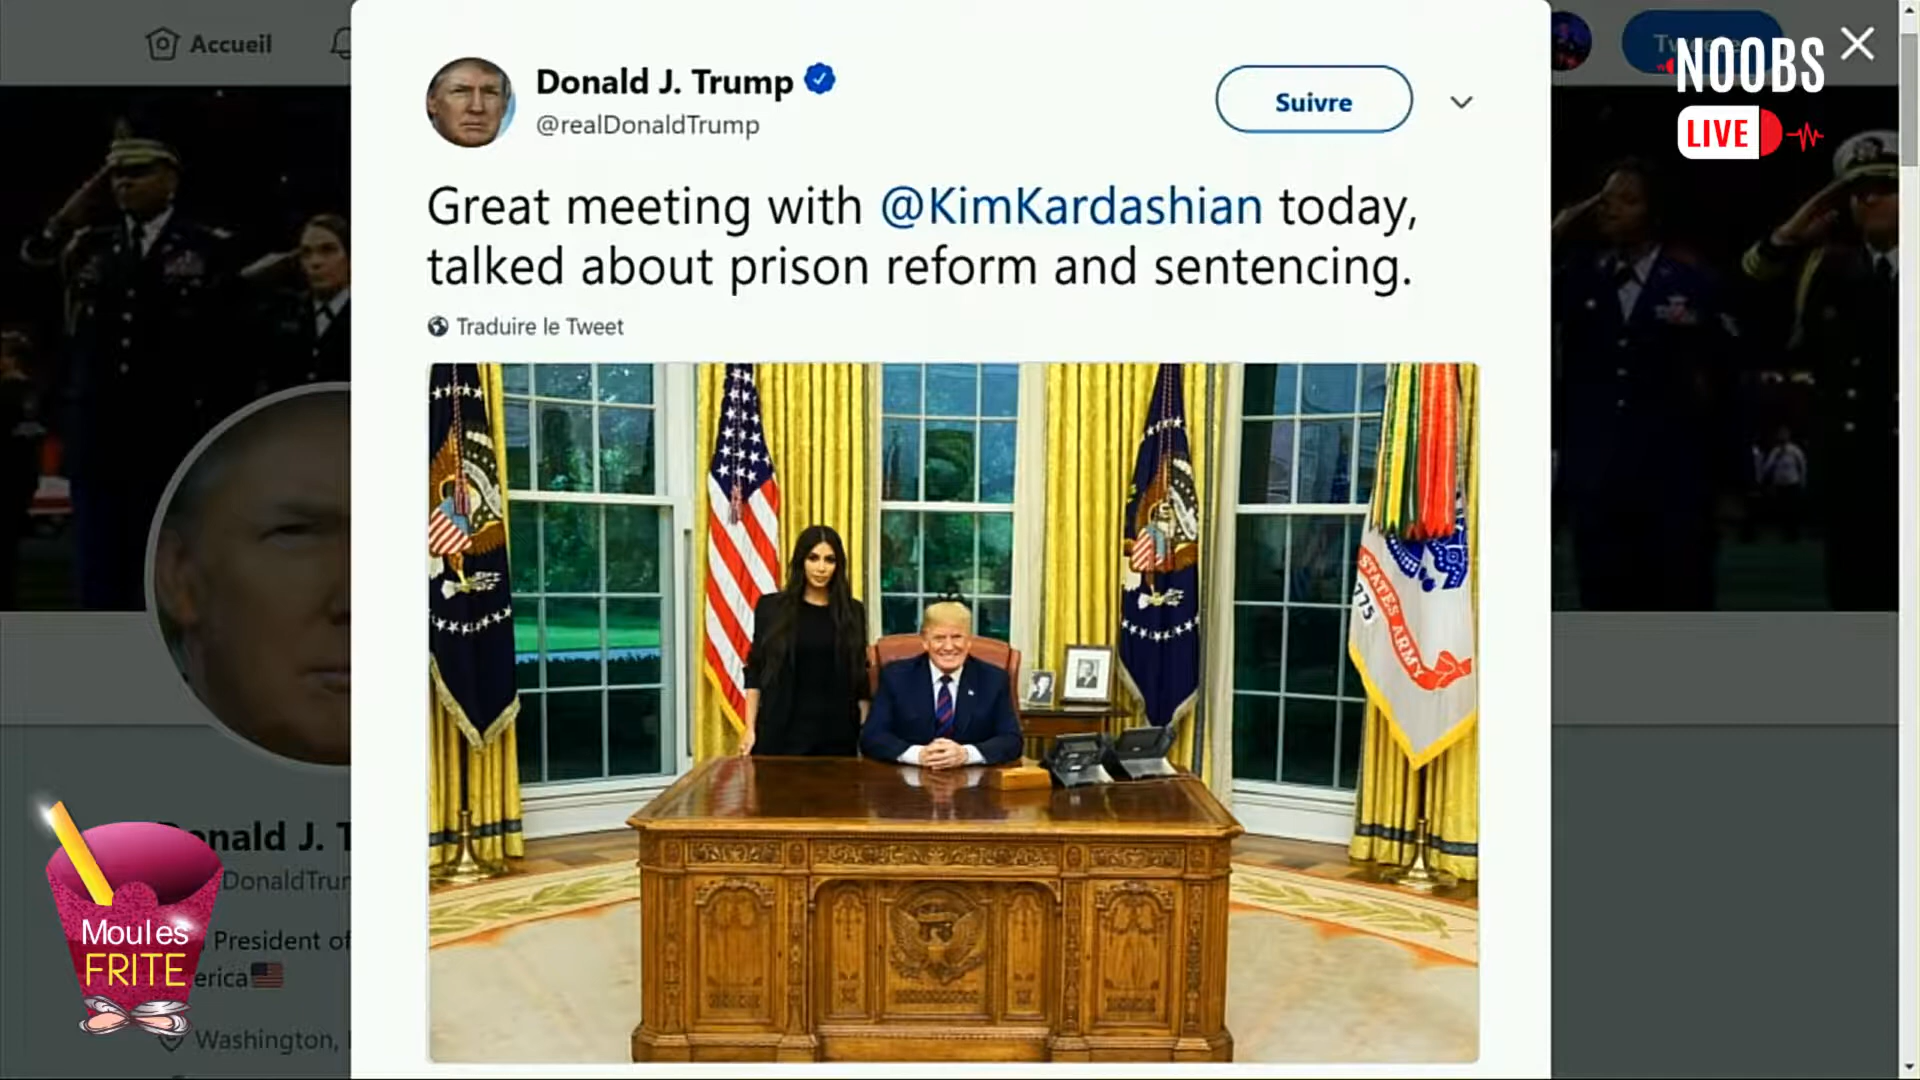 Accueil
Donald J. Trump
@realDonaldTrump
Suivre
NOOBS
LIVE
Great meeting with @KimKardashian today,
talked about prison reform and sentencing.
Traduire le Tweet
STATES ARMY
775
onald J. T
DonaldTrur
Moules
FRITE
President of
erica
Washington,